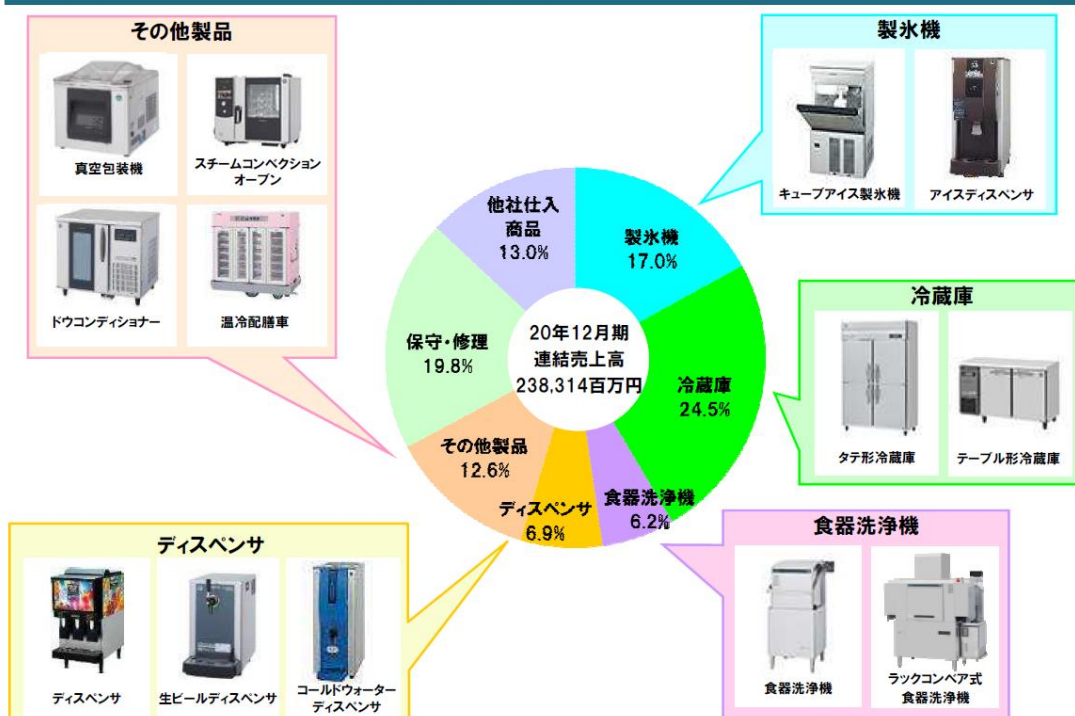 その他製品
真空包装機
スチームコンベクション
オーブン
ドウコンディショナー
温冷配膳車
製氷機
キューブアイス製氷機
アイスディスペンサ
他社仕入
商品
13.0%
製氷機
17.0%
保守・修理
19.8%
20年12月期
連結売上高
238,314百万円
冷蔵庫
24.5%
その他製品
12.6%
ディスペンサ
6.9%
食器洗浄機
6.2%
冷蔵庫
タテ形冷蔵庫
テーブル形冷蔵庫
ディスペンサ
ディスペンサ
生ビールディスペンサ
コールドウォーター
ディスペンサ
食器洗浄機
食器洗浄機
ラックコンベア式
食器洗浄機